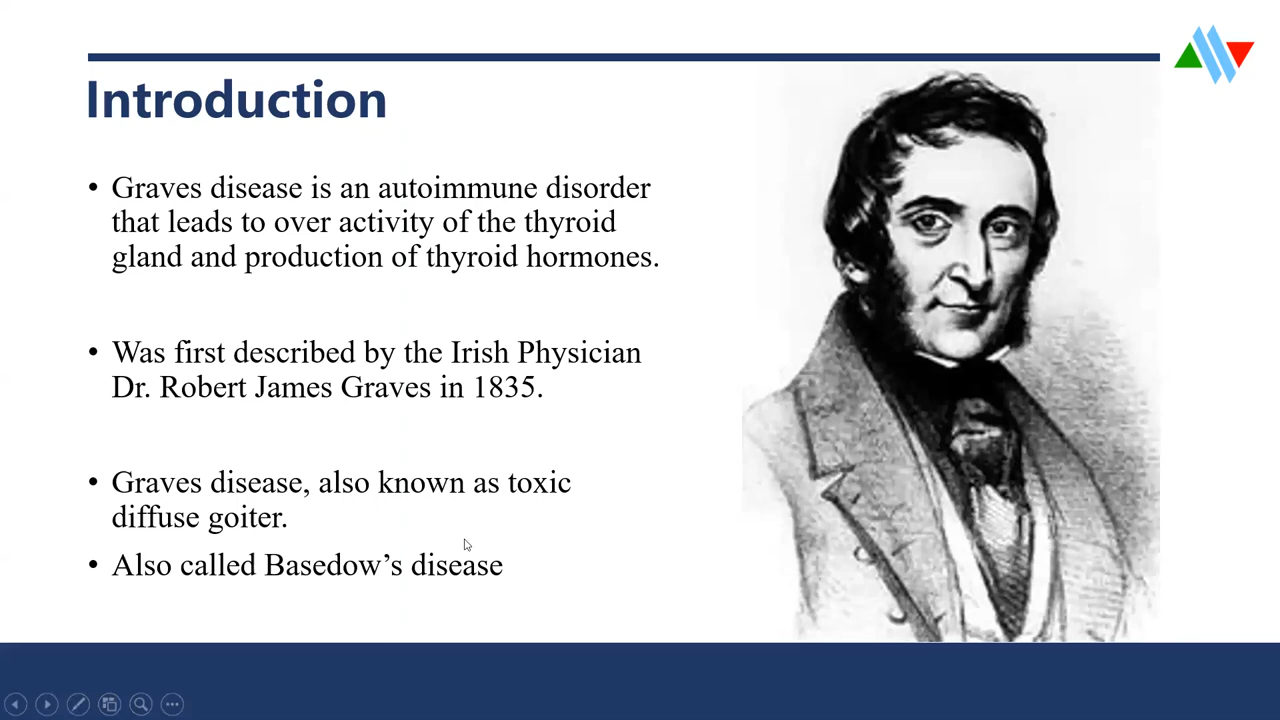 Introduction
• Graves disease is an autoimmune disorder
that leads to over activity of the thyroid
gland and production of thyroid hormones.
• Was first described by the Irish Physician
Dr. Robert James Graves in 1835.
• Graves disease, also known as toxic
diffuse goiter.
• Also called Basedow’s disease